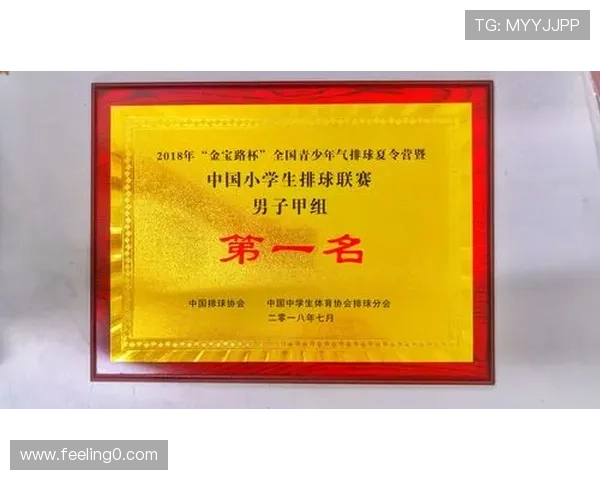 TG: MYYJJPP
2018年“金宝路杯”全国青少年气排球夏令营暨
中国小学生排球联赛
男子甲组
第一名
中国排球协会 中国中学生体育协会排球分会
二零一八年七月
www.feeling0.com